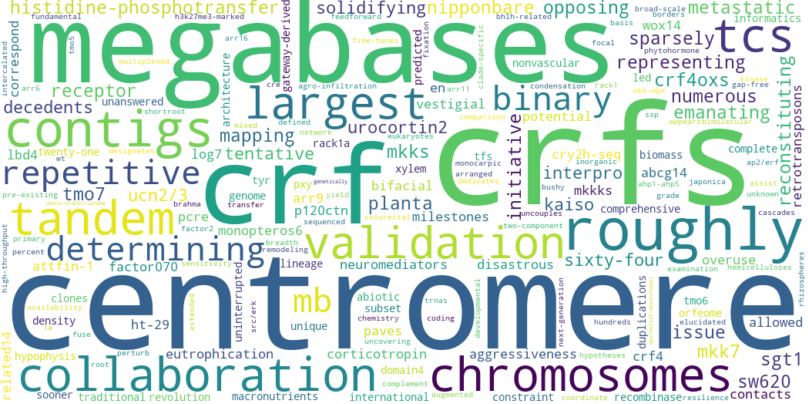 histidine-phosphotransfer
h3k27me3-marked
arr16
gateway-derived
solidifying
feedforward
nipponbare
opposing
metastatic
broad-scale
borders
informatics
megabases
tcs
wox14
sparsely
phytohormone
basis
focal
representing
correspond
intercalated
tmo5
fundamental
multiplexed
architecture
fine-tunes
cre
agro-infiltration
predicted
fixation
clade-specific
nonvascular
led
crf4oxs
gap-free
receptor
arr6
en
arr11
condensation
rack1
kinase
decedents
unanswered
shortroot
largest
binary
vestigial
potential
numerous
emanating
reconstituting
retrotransposons
contigs
mapping
mixed
defined
network
rack1a
urocortin2
eukaryotes
comparison
ssp
designates
twenty-one
lbd4
log7
tentative
mkks
tfs
cry2h-seq
inorganic
biomass
complete
ap2/erf
monocarpic
arranged
dedicates
initiative
interpro
abcg14
ahp1-ahp5
japonica
assist
unknown
repetitive
crf
crfs
tmo7
wt
tyr
pxy
genetically
xylem
bushy
mkkks
grade
genome
transfer
arr9
bifacial
planta
uncouples
two-component
comprehensive
cascades
tandem
ucn2/3
pre-existing
brahma
p120ctn
yield
colorectal
milestones
kaiso
roughly
pcre
monopteros6
factor2
sequenced
validation
determining
high-throughput
primary
percent
breadth
remodeling
sixty-four
overuse
attfin-1
factor070
sensitivity
lineage
neuromediators
disastrous
hemicelluloses
rhizospheres
centromere
mb
hypophysis
clones
availability
extended
uninterrupted
abiotic
tmo6
orfeome
density
ht-29
src/erk
chemistry
trnas
subset
developmental
next-generation
duplications
elucidated
allowed
issue
unique
coding
paves
hundreds
examination
related14
fuse
eutrophication
corticotropin
aggressiveness
hypotheses
crf4
mkk7
sgt1
perturb
root
uncovering
domain4
collaboration
chromosomes
sw620
sooner
macronutrients
complement
contacts
traditional
revolution
international
augmented
constraint
coordinate
recombinase
resilience